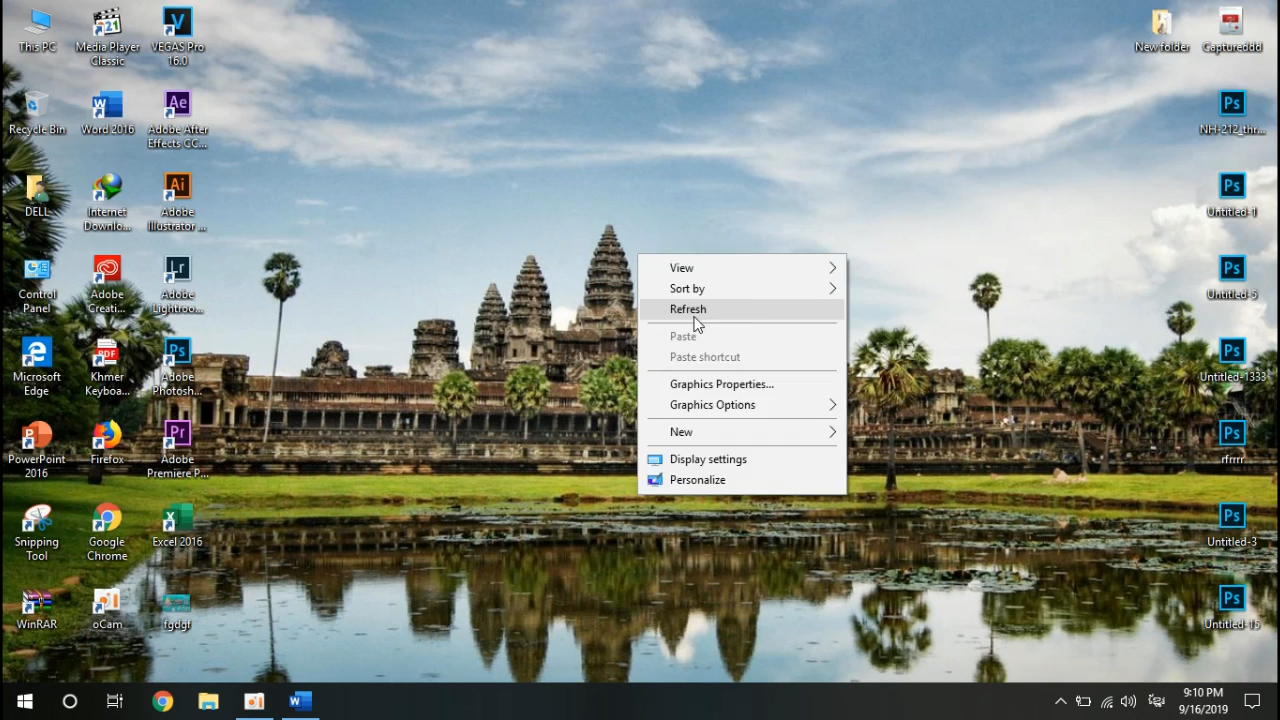 This PC
Media Player
Classic
VEGAS Pro
16.0
New folder
Captureddd
Recycle Bin
Word 2016
Adobe After
Effects CC...
NH-212_thr...
DELL
Internet
Downlo...
Adobe
Illustrator ...
Untitled-1
Control
Panel
Adobe
Creati...
Adobe
Lightroo...
Untitled-5
Microsoft
Edge
Khmer
Keyboa...
Adobe
Photosh...
Untitled-1333
PowerPoint
2016
Firefox
Adobe
Premiere P...
rfrrrr
Snipping
Tool
Google
Chrome
Excel 2016
Untitled-3
WinRAR
oCam
fgdgf
Untitled-15
View
Sort by
Refresh
Paste
Paste shortcut
Graphics Properties...
Graphics Options
New
Display settings
Personalize
9:10 PM
9/16/2019